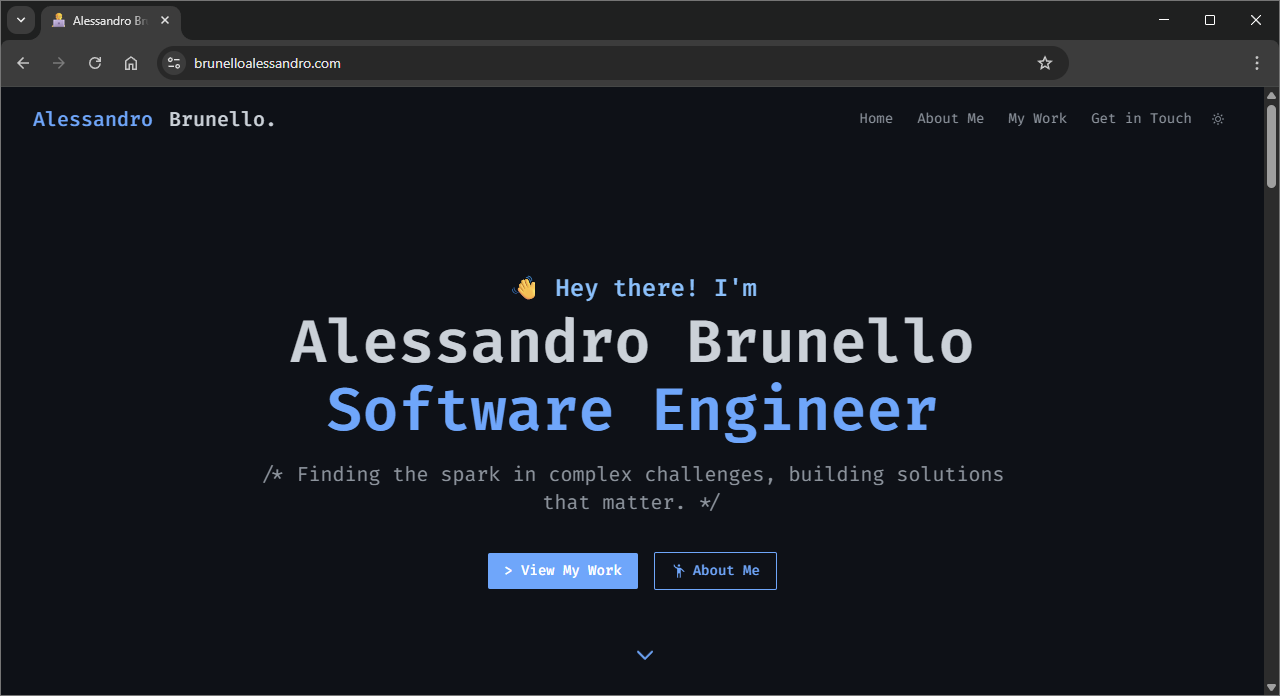 Alessandro Br
brunelloalessandro.com
Alessandro Brunello.
Home About Me My Work Get in Touch
👋 Hey there! I'm
Alessandro Brunello
Software Engineer
/* Finding the spark in complex challenges, building solutions
that matter. */
> View My Work
About Me